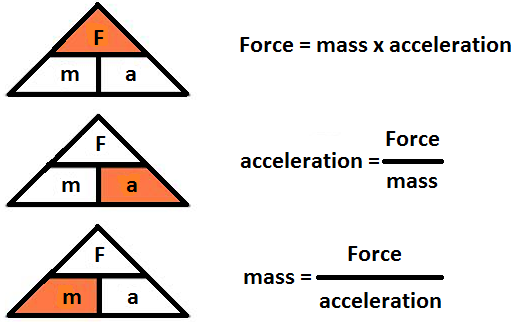 F
m a
Force = mass x acceleration
F
m a
acceleration = Force
mass
F
m a
mass = Force
acceleration